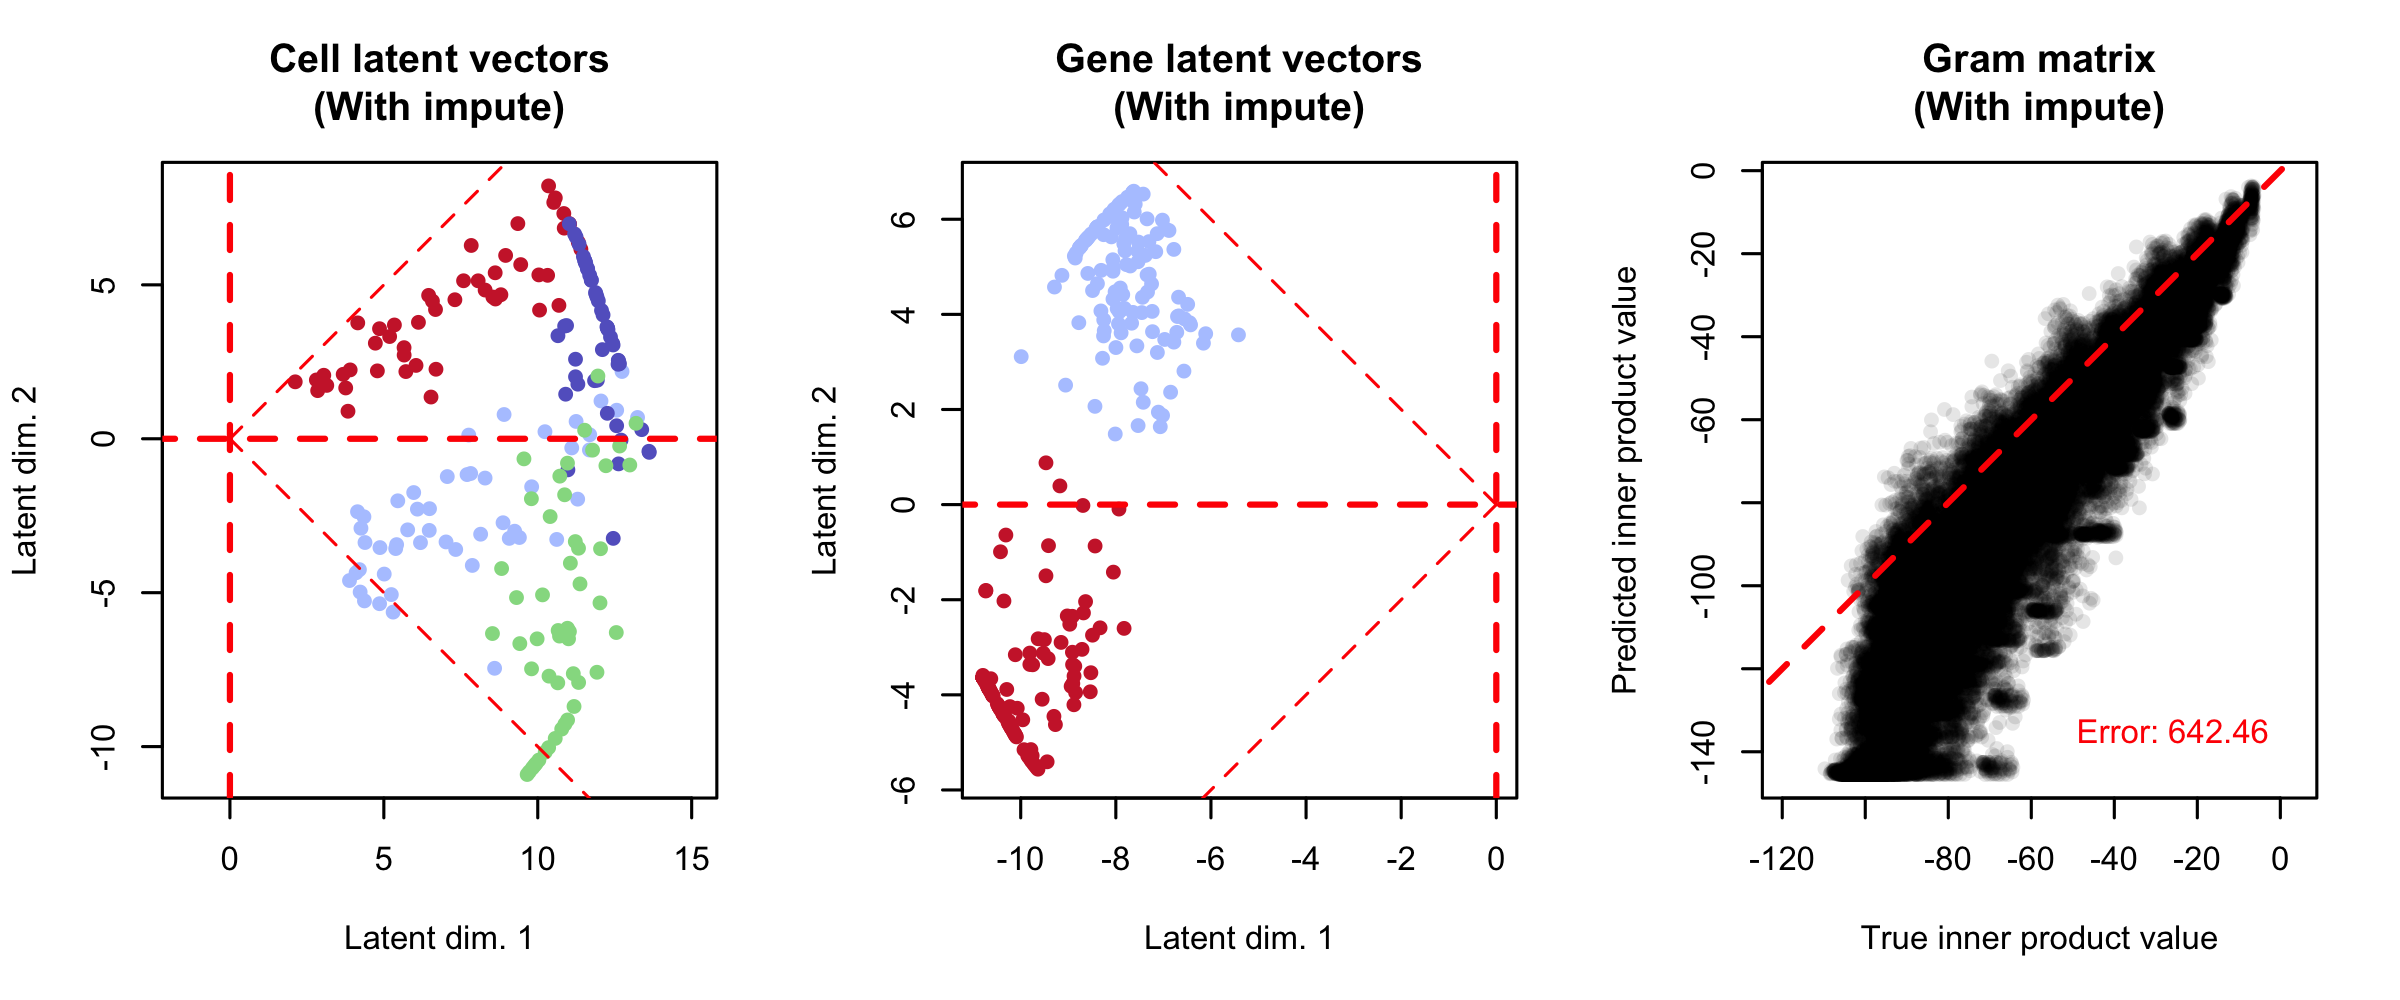 Cell latent vectors
(With impute)
Latent dim. 2
5
0
-5
-10
0
5
10
15
Latent dim. 1
Gene latent vectors
(With impute)
Latent dim. 2
6
4
2
0
-2
-4
-6
-10
-8
-6
-4
-2
0
Latent dim. 1
Gram matrix
(With impute)
Predicted inner product value
0
-20
-40
-60
-100
-140
Error: 642.46
-120
-80
-60
-40
-20
0
True inner product value